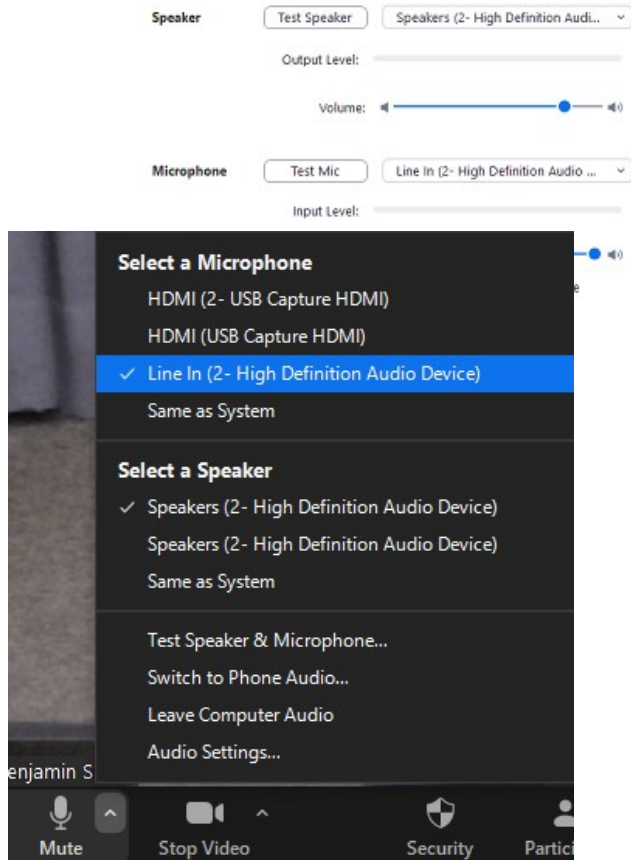 Speaker
Test Speaker
Speakers (2- High Definition Audi...
Output Level:
Volume:
Microphone
Test Mic
Line In (2- High Definition Audio ...
Input Level:
Select a Microphone
HDMI (2- USB Capture HDMI)
HDMI (USB Capture HDMI)
Line In (2- High Definition Audio Device)
Same as System
Select a Speaker
Speakers (2- High Definition Audio Device)
Speakers (2- High Definition Audio Device)
Same as System
Test Speaker & Microphone...
Switch to Phone Audio...
Leave Computer Audio
Audio Settings...
enjamin S
Mute
Stop Video
Security
Partici